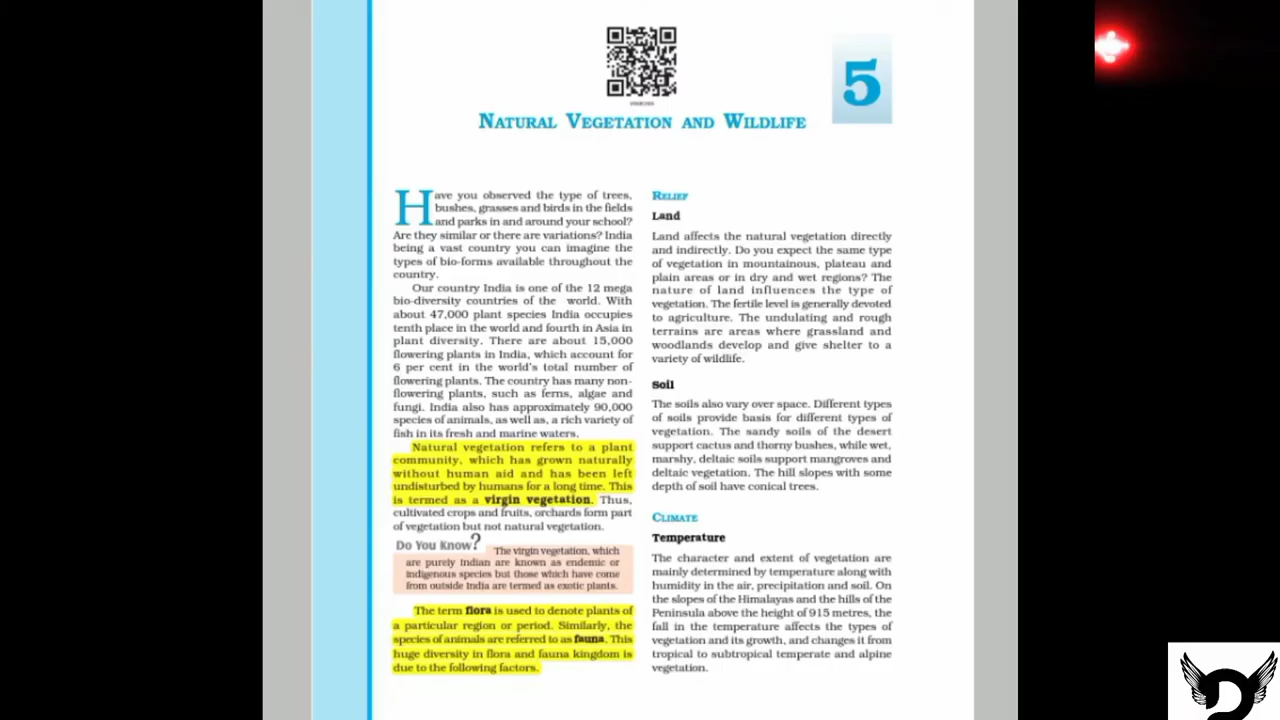 5
NATURAL VEGETATION AND WILDLIFE
Have you observed the type of trees,
bushes, grasses and birds in the fields
and parks in and around your school?
Are they similar or there are variations? India
being a vast country you can imagine the
types of bio-forms available throughout the
country.
Our country India is one of the 12 mega
bio-diversity countries of the world. With
about 47,000 plant species India occupies
tenth place in the world and fourth in Asia in
plant diversity. There are about 15,000
flowering plants in India, which account for
6 per cent in the world's total number of
flowering plants. The country has many non-
flowering plants, such as ferns, algae and
fungi. India also has approximately 90,000
species of animals, as well as, a rich variety of
fish in its fresh and marine waters.
Natural vegetation refers to a plant
community, which has grown naturally
without human aid and has been left
undisturbed by humans for a long time. This
is termed as a virgin vegetation. Thus,
cultivated crops and fruits, orchards form part
of vegetation but not natural vegetation.
Do You Know?
The virgin vegetation, which
are purely Indian are known as endemic or
indigenous species but those which have come
from outside India are termed as exotic plants.
The term flora is used to denote plants of
a particular region or period. Similarly, the
species of animals are referred to as fauna. This
huge diversity in flora and fauna kingdom is
due to the following factors.
RELIEF
Land
Land affects the natural vegetation directly
and indirectly. Do you expect the same type
of vegetation in mountainous, plateau and
plain areas or in dry and wet regions? The
nature of land influences the type of
vegetation. The fertile level is generally devoted
to agriculture. The undulating and rough
terrains are areas where grassland and
woodlands develop and give shelter to a
variety of wildlife.
Soil
The soils also vary over space. Different types
of soils provide basis for different types of
vegetation. The sandy soils of the desert
support cactus and thorny bushes, while wet,
marshy, deltaic soils support mangroves and
deltaic vegetation. The hill slopes with some
depth of soil have conical trees.
CLIMATE
Temperature
The character and extent of vegetation are
mainly determined by temperature along with
humidity in the air, precipitation and soil. On
the slopes of the Himalayas and the hills of the
Peninsula above the height of 915 metres, the
fall in the temperature affects the types of
vegetation and its growth, and changes it from
tropical to subtropical temperate and alpine
vegetation.
D